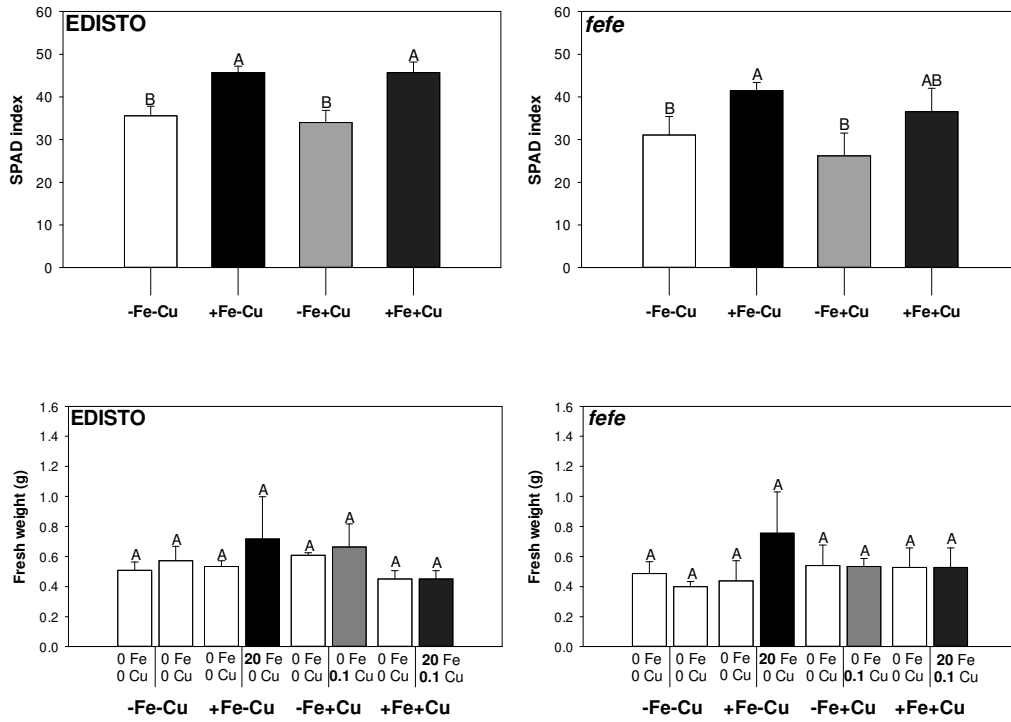 EDISTO
60
50
40
30
20
10
0
SPAD index
B
A
B
A
-Fe-Cu +Fe-Cu -Fe+Cu +Fe+Cu
fefe
60
50
40
30
20
10
0
SPAD index
B
A
B
AB
-Fe-Cu +Fe-Cu -Fe+Cu +Fe+Cu
EDISTO
1.6
1.4
1.2
1.0
0.8
0.6
0.4
0.2
0.0
Fresh weight (g)
A A A A A A A A
0 Fe 0 Fe 0 Fe 20 Fe 0 Fe 0 Fe 0 Fe 20 Fe
0 Cu 0 Cu 0 Cu 0 Cu 0 Cu 0.1 Cu 0 Cu 0.1 Cu
-Fe-Cu +Fe-Cu -Fe+Cu +Fe+Cu
fefe
1.6
1.4
1.2
1.0
0.8
0.6
0.4
0.2
0.0
Fresh weight (g)
A A A A A A A A
0 Fe 0 Fe 0 Fe 20 Fe 0 Fe 0 Fe 0 Fe 20 Fe
0 Cu 0 Cu 0 Cu 0 Cu 0 Cu 0.1 Cu 0 Cu 0.1 Cu
-Fe-Cu +Fe-Cu -Fe+Cu +Fe+Cu